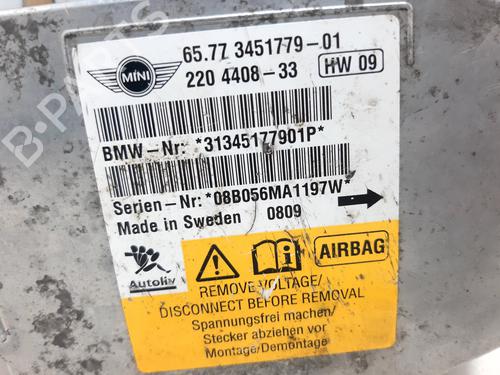 MINI
65.77 3451779-01
220 4408-33
HW 09
BMW-Nr: *31345177901P*
Serien-Nr: *08B056MA1197W*
Made in Sweden 0809
Autoliv
AIRBAG
REMOVE VOLTAGE/
DISCONNECT BEFORE REMOVAL
Spannungsfrei machen/
Stecker abziehen vor
Montage/Demontage
B-PARTS